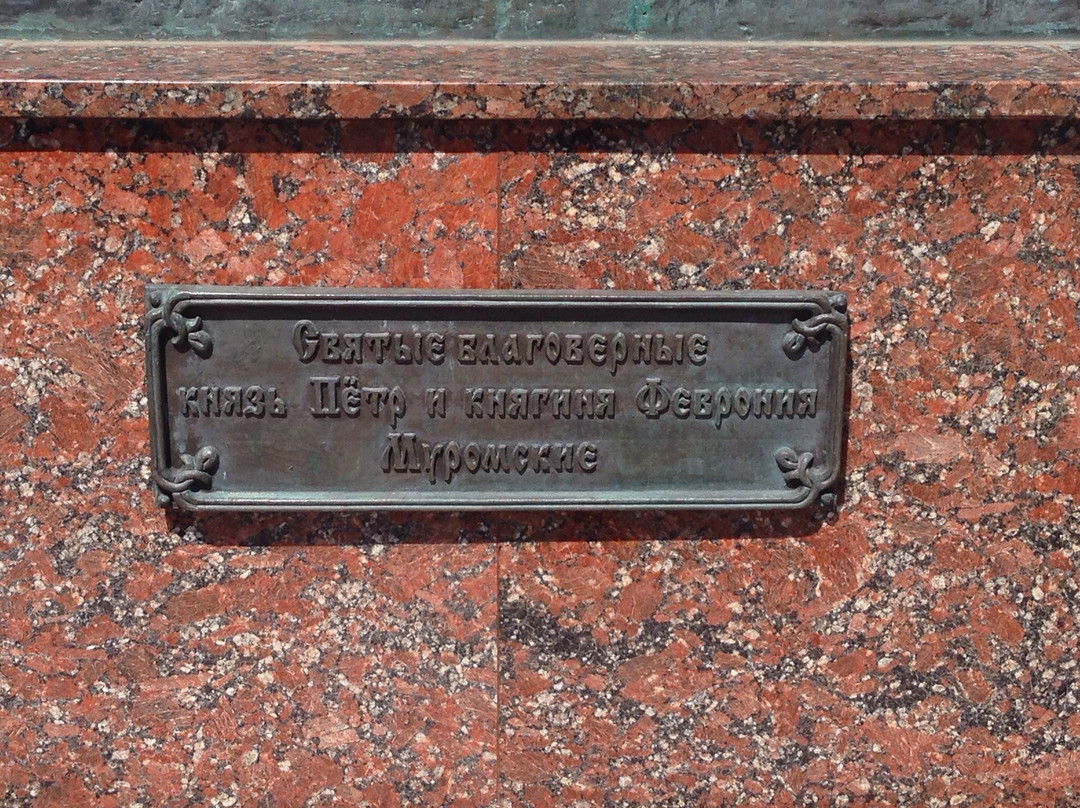 Святые благоверные
князь Пётр и княгиня Феврония
Муромские